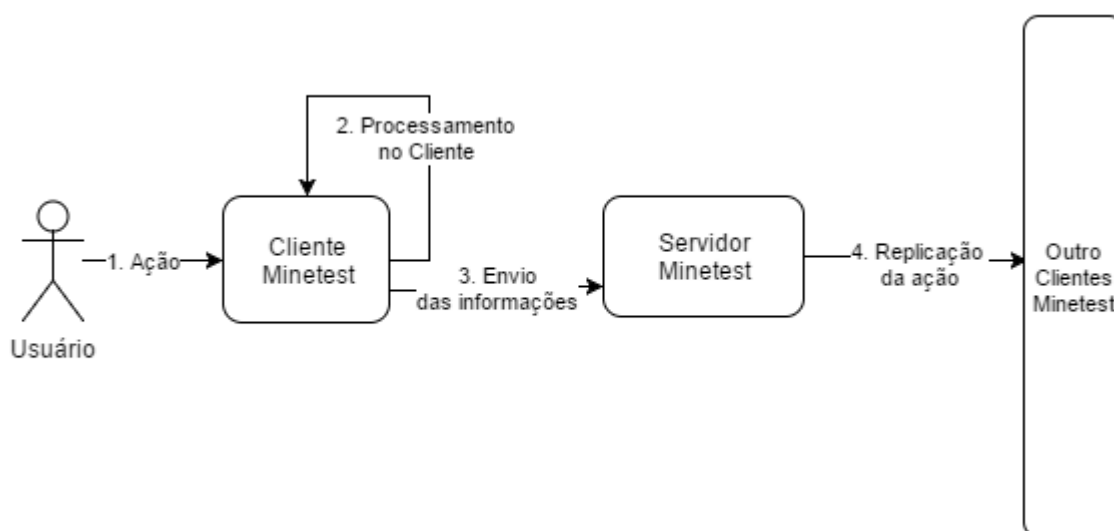 2. Processamento
no Cliente
Cliente
Minetest
Servidor
Minetest
1. Ação
3. Envio
das informações
4. Replicação
da ação
Outro
Clientes
Minetest
Usuário